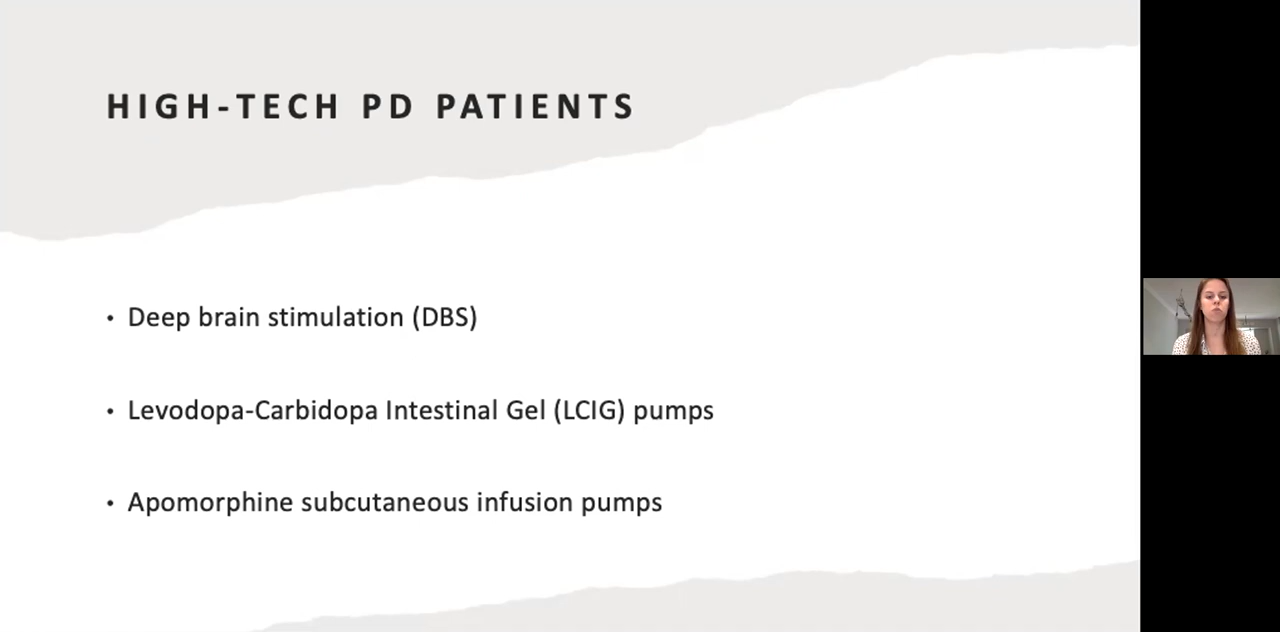 HIGH-TECH PD PATIENTS
• Deep brain stimulation (DBS)
• Levodopa-Carbidopa Intestinal Gel (LCIG) pumps
• Apomorphine subcutaneous infusion pumps